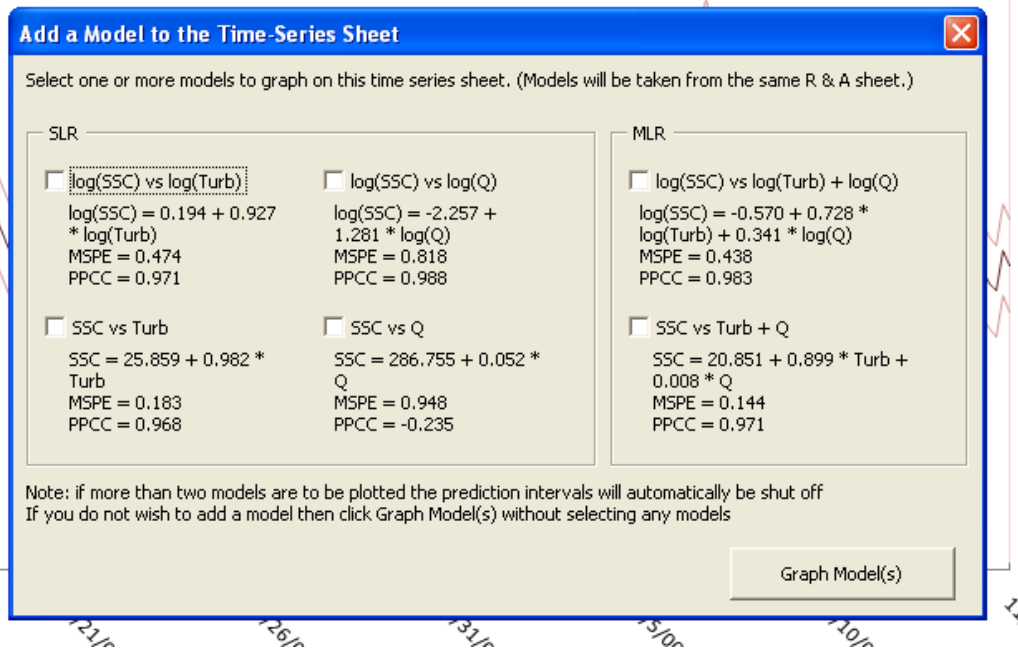 Add a Model to the Time-Series Sheet
Select one or more models to graph on this time series sheet. (Models will be taken from the same R & A sheet.)
SLR
log(SSC) vs log(Turb)
log(SSC) = 0.194 + 0.927
* log(Turb)
MSPE = 0.474
PPCC = 0.971
log(SSC) vs log(Q)
log(SSC) = -2.257 +
1.281 * log(Q)
MSPE = 0.818
PPCC = 0.988
SSC vs Turb
SSC = 25.859 + 0.982 *
Turb
MSPE = 0.183
PPCC = 0.968
SSC vs Q
SSC = 286.755 + 0.052 *
Q
MSPE = 0.948
PPCC = -0.235
MLR
log(SSC) vs log(Turb) + log(Q)
log(SSC) = -0.570 + 0.728 *
log(Turb) + 0.341 * log(Q)
MSPE = 0.438
PPCC = 0.983
SSC vs Turb + Q
SSC = 20.851 + 0.899 * Turb +
0.008 * Q
MSPE = 0.144
PPCC = 0.971
Note: if more than two models are to be plotted the prediction intervals will automatically be shut off
If you do not wish to add a model then click Graph Model(s) without selecting any models
Graph Model(s)